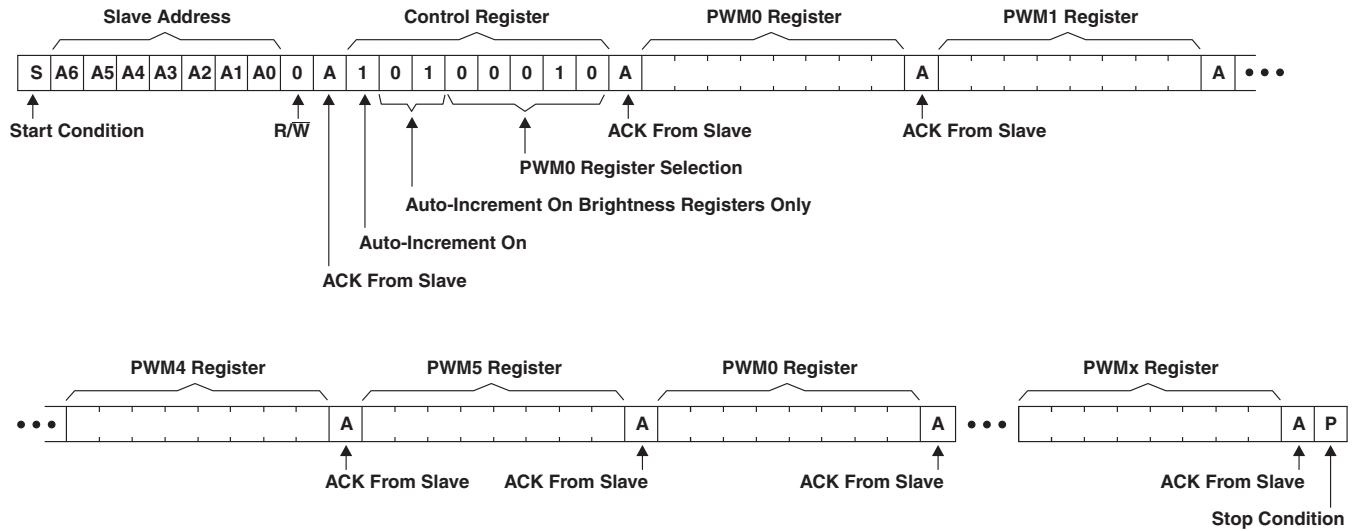 Slave Address Control Register PWM0 Register PWM1 Register
S A6 A5 A4 A3 A2 A1 A0 0 A 1 0 1 0 0 0 1 0 A A A •••
Start Condition R/W̅ ACK From Slave ACK From Slave
PWM0 Register Selection
Auto-Increment On Brightness Registers Only
Auto-Increment On
ACK From Slave
PWM4 Register PWM5 Register PWM0 Register PWMx Register
••• A A A ••• A P
ACK From Slave ACK From Slave ACK From Slave ACK From Slave
Stop Condition